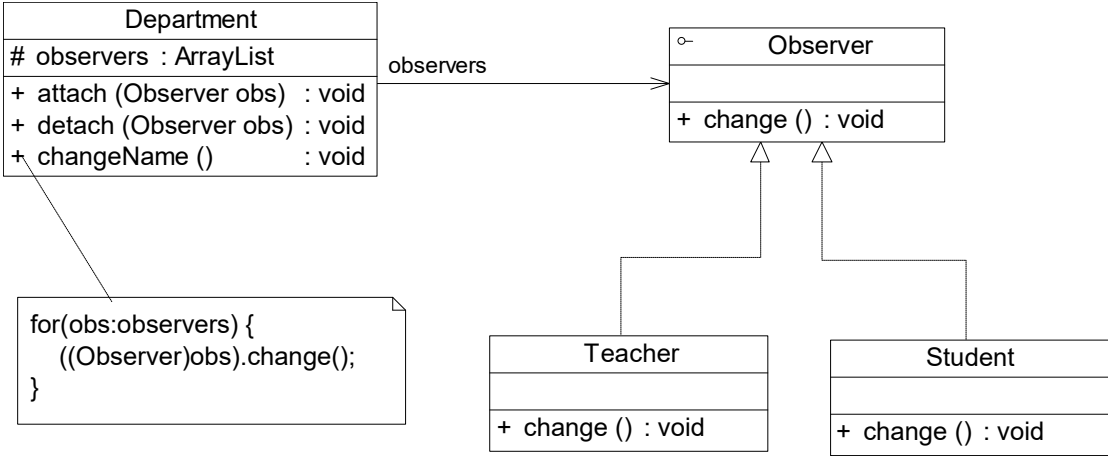 Department
# observers : ArrayList
+ attach (Observer obs) : void
+ detach (Observer obs) : void
+ changeName () : void
observers
Observer
+ change () : void
for(obs:observers) {
((Observer)obs).change();
}
Teacher
+ change () : void
Student
+ change () : void